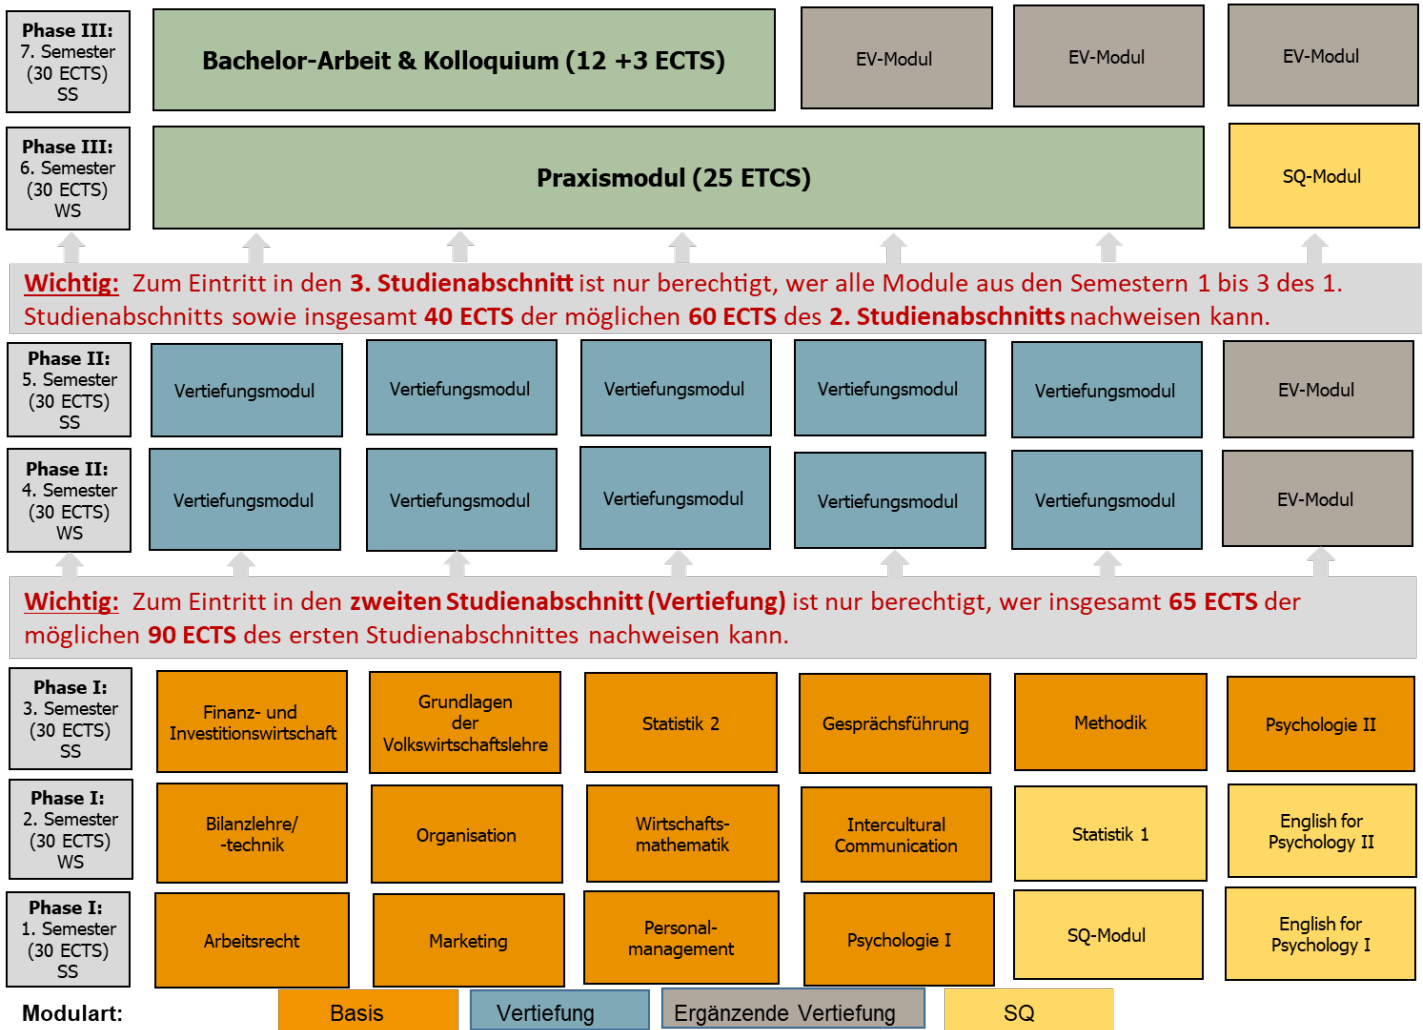 Phase III:
7. Semester
(30 ECTS)
SS
Bachelor-Arbeit & Kolloquium (12 +3 ECTS)
EV-Modul
EV-Modul
EV-Modul
Phase III:
6. Semester
(30 ECTS)
WS
Praxismodul (25 ETCS)
SQ-Modul
Wichtig: Zum Eintritt in den 3. Studienabschnitt ist nur berechtigt, wer alle Module aus den Semestern 1 bis 3 des 1.
Studienabschnitts sowie insgesamt 40 ECTS der möglichen 60 ECTS des 2. Studienabschnitts nachweisen kann.
Phase II:
5. Semester
(30 ECTS)
SS
Vertiefungsmodul
Vertiefungsmodul
Vertiefungsmodul
Vertiefungsmodul
Vertiefungsmodul
EV-Modul
Phase II:
4. Semester
(30 ECTS)
WS
Vertiefungsmodul
Vertiefungsmodul
Vertiefungsmodul
Vertiefungsmodul
Vertiefungsmodul
EV-Modul
Wichtig: Zum Eintritt in den zweiten Studienabschnitt (Vertiefung) ist nur berechtigt, wer insgesamt 65 ECTS der
möglichen 90 ECTS des ersten Studienabschnittes nachweisen kann.
Phase I:
3. Semester
(30 ECTS)
SS
Finanz- und
Investitionswirtschaft
Grundlagen
der
Volkswirtschaftslehre
Statistik 2
Gesprächsführung
Methodik
Psychologie II
Phase I:
2. Semester
(30 ECTS)
WS
Bilanzlehre/
-technik
Organisation
Wirtschafts-
mathematik
Intercultural
Communication
Statistik 1
English for
Psychology II
Phase I:
1. Semester
(30 ECTS)
SS
Arbeitsrecht
Marketing
Personal-
management
Psychologie I
SQ-Modul
English for
Psychology I
Modulart:
Basis
Vertiefung
Ergänzende Vertiefung
SQ